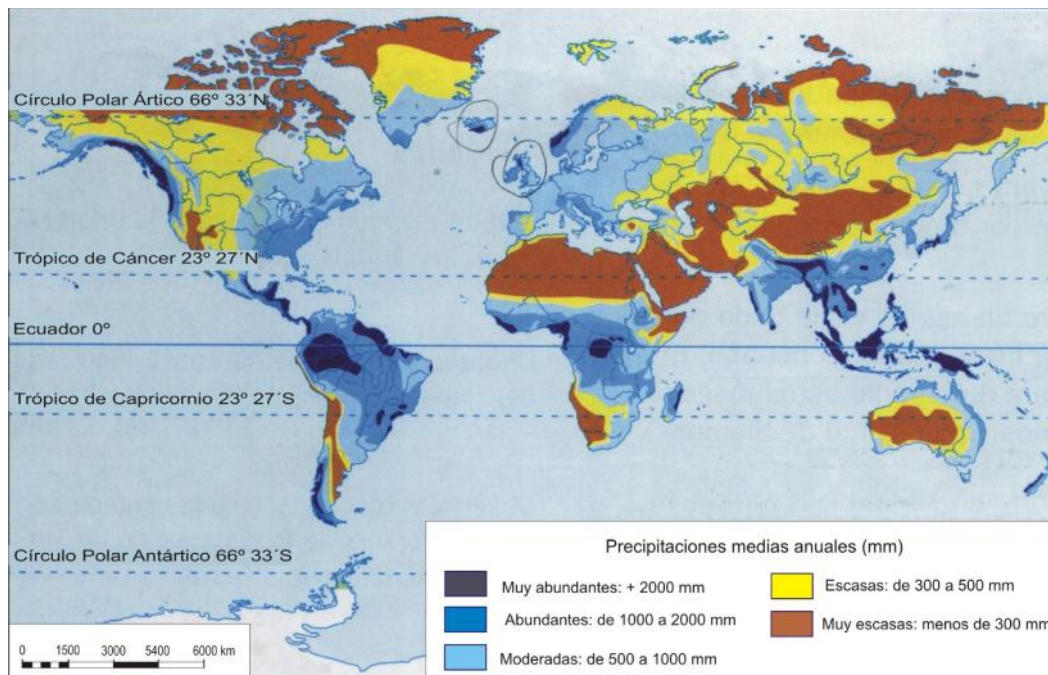 Círculo Polar Ártico 66º 33´N
Trópico de Cáncer 23º 27´N
Ecuador 0º
Trópico de Capricornio 23º 27´S
Círculo Polar Antártico 66º 33´S
Precipitaciones medias anuales (mm)
Muy abundantes: + 2000 mm
Abundantes: de 1000 a 2000 mm
Moderadas: de 500 a 1000 mm
Escasas: de 300 a 500 mm
Muy escasas: menos de 300 mm
0 1500 3000 4500 6000 km